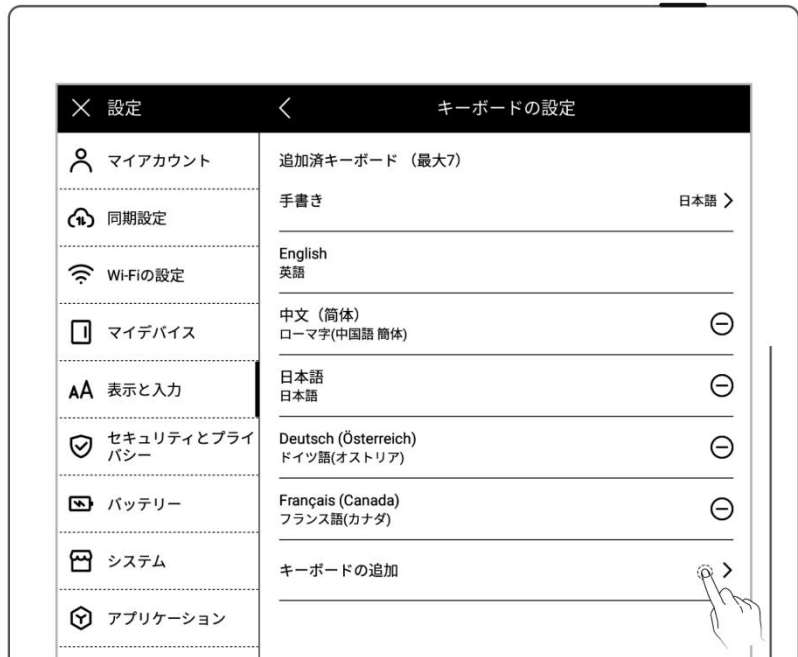 設定
キーボードの設定
マイアカウント
同期設定
Wi-Fiの設定
マイデバイス
表示と入力
セキュリティとプライ
バシー
バッテリー
システム
アプリケーション
追加済キーボード （最大7）
手書き
日本語
English
英語
中文（简体）
ローマ字(中国語 簡体)
日本語
日本語
Deutsch (Österreich)
ドイツ語(オストリア)
Français (Canada)
フランス語(カナダ)
キーボードの追加